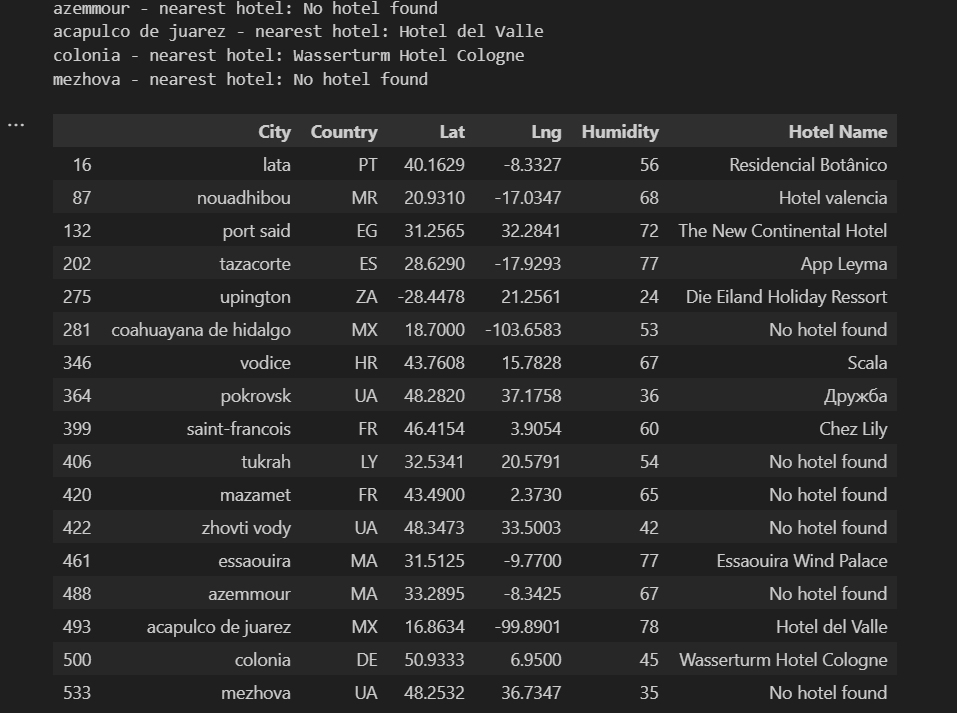 azemmour - nearest hotel: No hotel found
acapulco de juarez - nearest hotel: Hotel del Valle
colonia - nearest hotel: Wasserturm Hotel Cologne
mezhova - nearest hotel: No hotel found
...
City Country Lat Lng Humidity Hotel Name
16 lata PT 40.1629 -8.3327 56 Residencial Botânico
87 nouadhibou MR 20.9310 -17.0347 68 Hotel valencia
132 port said EG 31.2565 32.2841 72 The New Continental Hotel
202 tazacorte ES 28.6290 -17.9293 77 App Leyma
275 upington ZA -28.4478 21.2561 24 Die Eiland Holiday Ressort
281 coahuayana de hidalgo MX 18.7000 -103.6583 53 No hotel found
346 vodice HR 43.7608 15.7828 67 Scala
364 pokrovsk UA 48.2820 37.1758 36 Дружба
399 saint-francois FR 46.4154 3.9054 60 Chez Lily
406 tukrah LY 32.5341 20.5791 54 No hotel found
420 mazamet FR 43.4900 2.3730 65 No hotel found
422 zhovti vody UA 48.3473 33.5003 42 No hotel found
461 essaouira MA 31.5125 -9.7700 77 Essaouira Wind Palace
488 azemmour MA 33.2895 -8.3425 67 No hotel found
493 acapulco de juarez MX 16.8634 -99.8901 78 Hotel del Valle
500 colonia DE 50.9333 6.9500 45 Wasserturm Hotel Cologne
533 mezhova UA 48.2532 36.7347 35 No hotel found